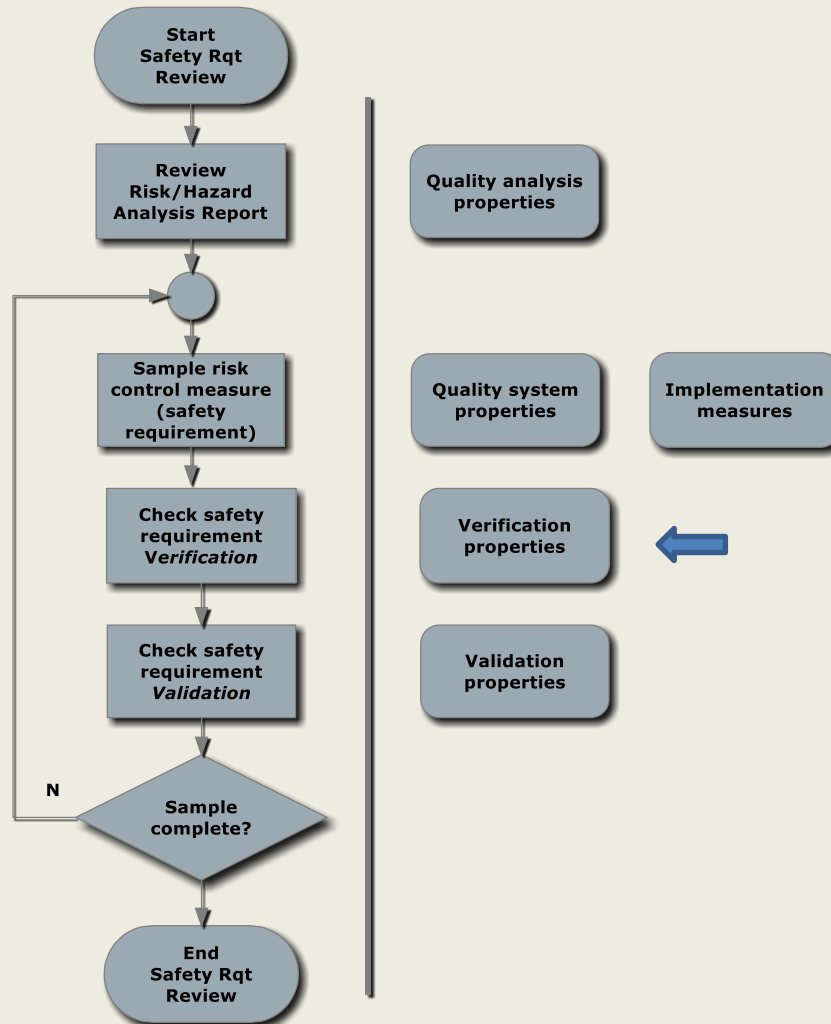 Start
Safety Rqt
Review
Review
Risk/Hazard
Analysis Report
Quality analysis
properties
Sample risk
control measure
(safety
requirement)
Quality system
properties
Implementation
measures
Check safety
requirement
Verification
Verification
properties
Check safety
requirement
Validation
Validation
properties
N
Sample
complete?
End
Safety Rqt
Review